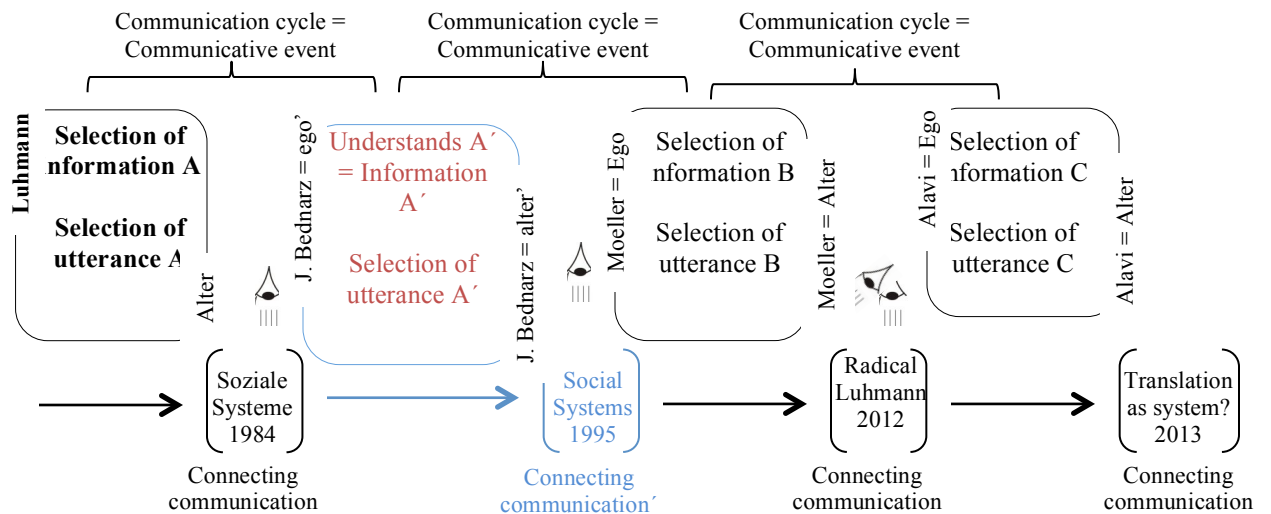 Communication cycle =
Communicative event
Communication cycle =
Communicative event
Communication cycle =
Communicative event
Luhmann
Selection of
nformation A
Selection of
utterance A
Alter
J. Bednarz = ego’
Understands A´
= Information
A´
Selection of
utterance A´
J. Bednarz = alter’
Moeller = Ego
Selection of
nformation B
Selection of
utterance B
Moeller = Alter
Alavi = Ego
Selection of
nformation C
Selection of
utterance C
Alavi = Alter
Soziale
Systeme
1984
Connecting
communication
Social
Systems
1995
Connecting
communication´
Radical
Luhmann
2012
Connecting
communication
Translation
as system?
2013
Connecting
communication